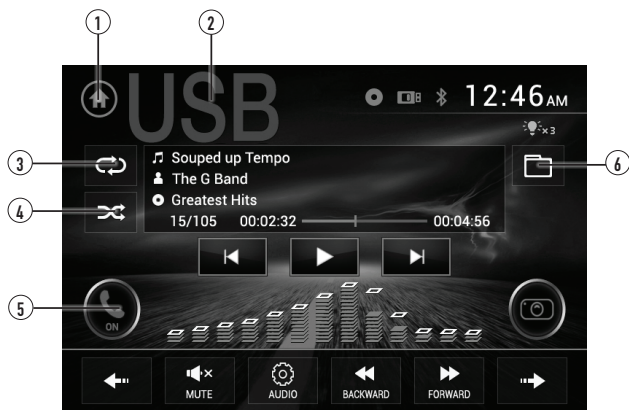 1
2
USB
12:46AM
×3
3
Souped up Tempo
6
The G Band
4
Greatest Hits
15/105 00:02:32 00:04:56
5
ON
MUTE
AUDIO
BACKWARD
FORWARD